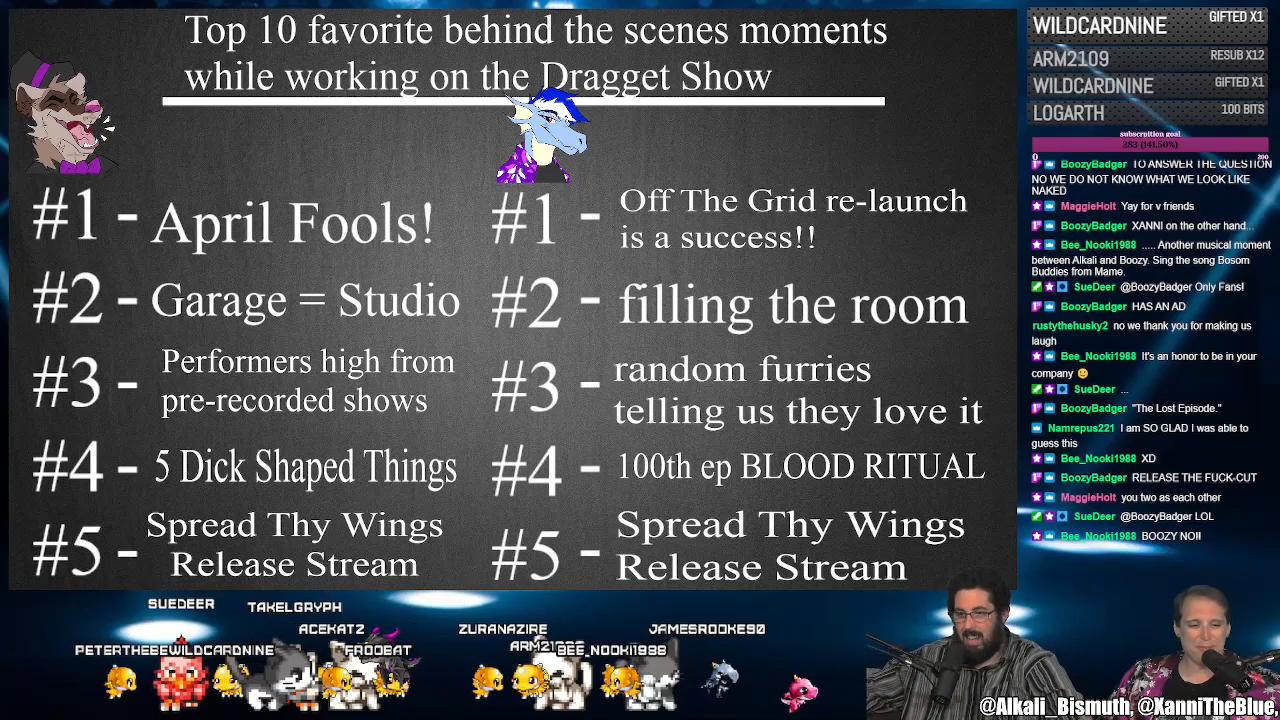 Top 10 favorite behind the scenes moments
while working on the Dragget Show
#1 - April Fools!
#2 - Garage = Studio
#3 - Performers high from
pre-recorded shows
#4 - 5 Dick Shaped Things
#5 - Spread Thy Wings
Release Stream
#1 - Off The Grid re-launch
is a success!!
#2 - filling the room
#3 - random furries
telling us they love it
#4 - 100th ep BLOOD RITUAL
#5 - Spread Thy Wings
Release Stream
WILDCARDNINE GIFTED X1
ARM2109 RESUB X12
WILDCARDNINE GIFTED X1
LOGARTH 100 BITS
subscription goal
283 (141.50%)
0 200
BoozyBadger TO ANSWER THE QUESTION
NO WE DO NOT KNOW WHAT WE LOOK LIKE
NAKED
MaggieHolt Yay for v friends
BoozyBadger XANNI on the other hand...
Bee_Nooki1988 ..... Another musical moment
between Alkali and Boozy. Sing the song Bosom
Buddies from Mame.
SueDeer @BoozyBadger Only Fans!
BoozyBadger HAS AN AD
rustythehusky2 no we thank you for making us
laugh
Bee_Nooki1988 It's an honor to be in your
company
SueDeer ...
BoozyBadger "The Lost Episode."
Namrepus221 I am SO GLAD I was able to
guess this
Bee_Nooki1988 XD
BoozyBadger RELEASE THE FUCK-CUT
MaggieHolt you two as each other
SueDeer @BoozyBadger LOL
Bee_Nooki1988 BOOZY NO!!
SUEDEER
TAKELGRYPH
ACEKATZ
ZURANAZIRE
JAMESROOKE90
PETERTHEBEWILDCARDNINE
FROOBAT
BEE_NOOKI1988
@Alkali_Bismuth, @XanniTheBlue,